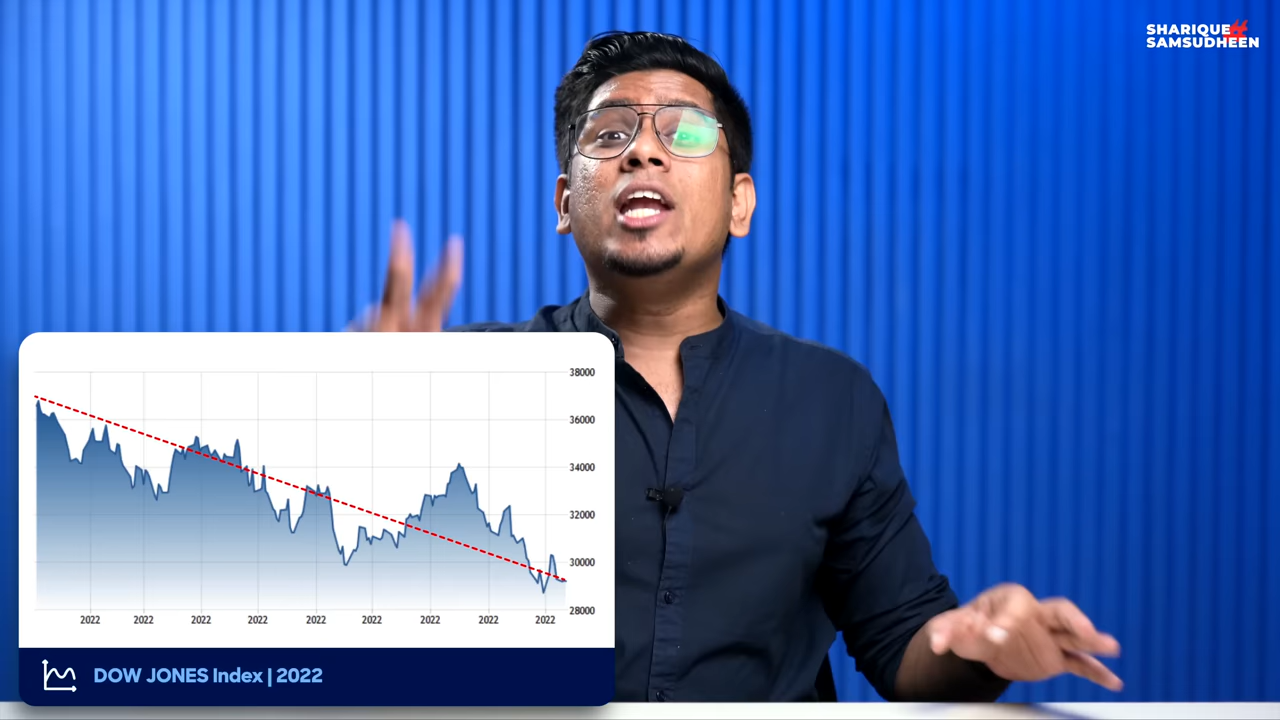 SHARIQUE
SAMSUDHEEN
38000
36000
34000
32000
30000
28000
2022 2022 2022 2022 2022 2022 2022 2022 2022
DOW JONES Index | 2022